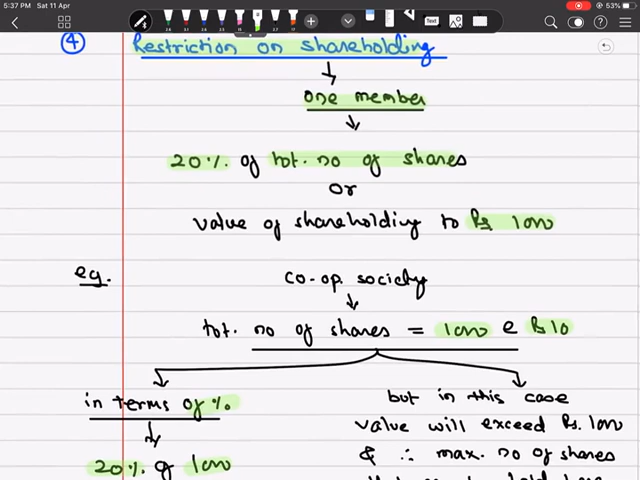 5:37 PM Sat 11 Apr
53%
④ Restriction on shareholding
one member
20% of tot. no of shares
or
value of shareholding to Rs 1000
eg. co-op. society
tot. no of shares = 1000 @ Rs 10
in terms of %
20% of 1000
but in this case
value will exceed Rs. 1000
& ∴ max. no of shares